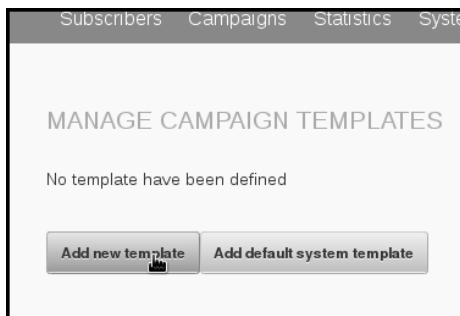 Subscribers Campaigns Statistics
MANAGE CAMPAIGN TEMPLATES
No template have been defined
Add new template Add default system template